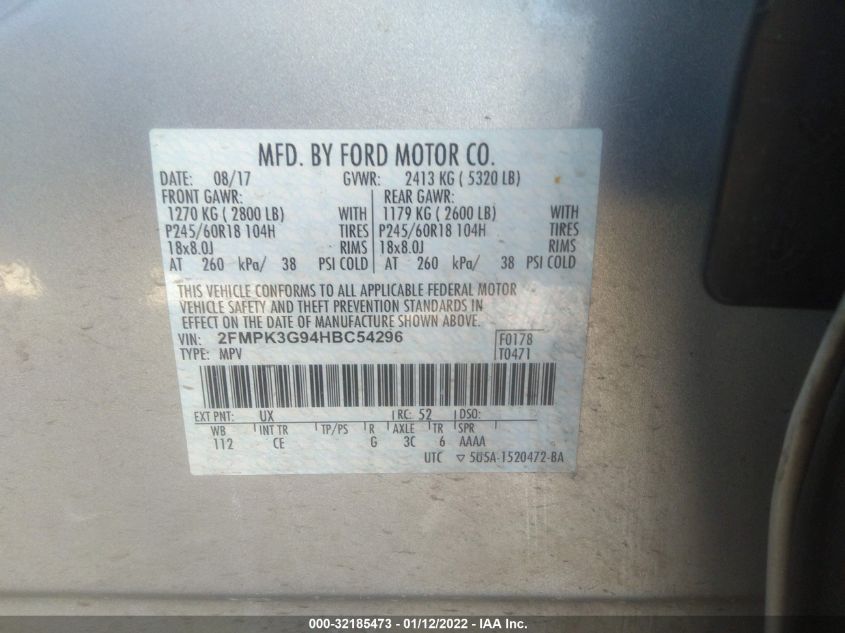 MFD. BY FORD MOTOR CO.
DATE: 08/17 GVWR: 2413 KG ( 5320 LB)
FRONT GAWR: REAR GAWR:
1270 KG ( 2800 LB) WITH 1179 KG ( 2600 LB) WITH
P245/60R18 104H TIRES P245/60R18 104H TIRES
18x8.0J RIMS 18x8.0J RIMS
AT 260 kPa/ 38 PSI COLD AT 260 kPa/ 38 PSI COLD
THIS VEHICLE CONFORMS TO ALL APPLICABLE FEDERAL MOTOR
VEHICLE SAFETY AND THEFT PREVENTION STANDARDS IN
EFFECT ON THE DATE OF MANUFACTURE SHOWN ABOVE.
VIN: 2FMPK3G94HBC54296 F0178
TYPE: MPV T0471
EXT PNT: UX RC: 52 DSO:
WB INT TR TP/PS R AXLE TR SPR
112 CE G 3C 6 AAAA
UTC ▽ 5U5A-1520472-BA
000-32185473 - 01/12/2022 - IAA Inc.